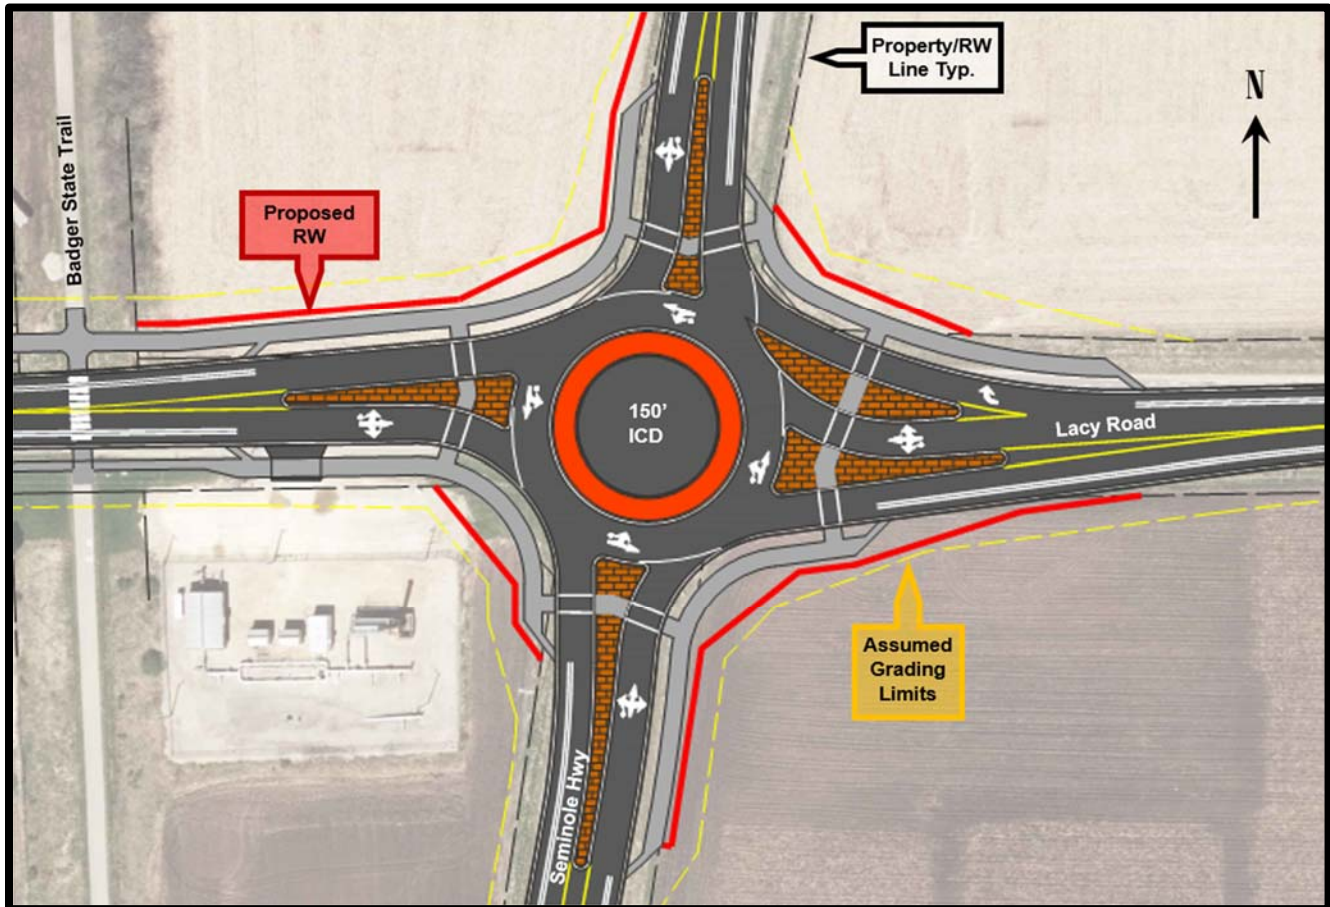 Property/RW
Line Typ.
N
Badger State Trail
Proposed
RW
150'
ICD
Lacy Road
Assumed
Grading
Limits
Seminole Hwy